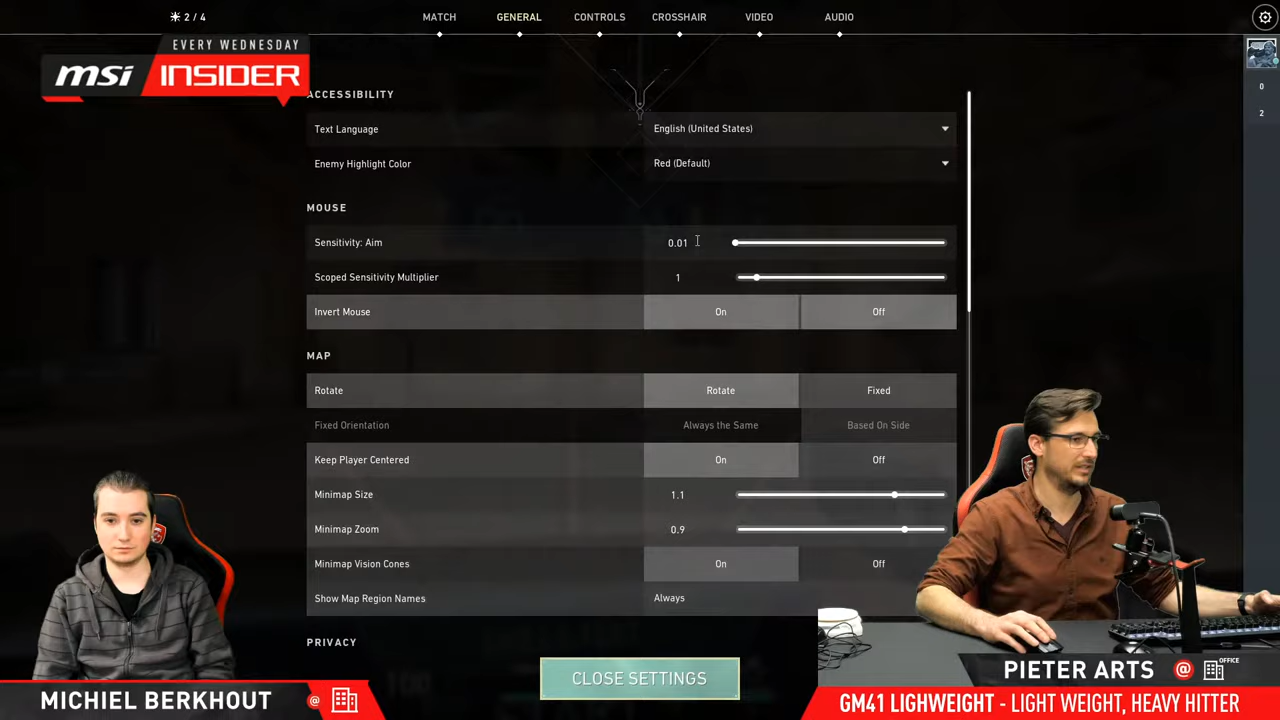 2 / 4
MATCH
GENERAL
CONTROLS
CROSSHAIR
VIDEO
AUDIO
EVERY WEDNESDAY
msi INSIDER
ACCESSIBILITY
Text Language English (United States)
Enemy Highlight Color Red (Default)
MOUSE
Sensitivity: Aim 0.01
Scoped Sensitivity Multiplier 1
Invert Mouse On Off
MAP
Rotate Rotate Fixed
Fixed Orientation Always the Same Based On Side
Keep Player Centered On Off
Minimap Size 1.1
Minimap Zoom 0.9
Minimap Vision Cones On Off
Show Map Region Names Always
PRIVACY
CLOSE SETTINGS
0
2
MICHIEL BERKHOUT @
PIETER ARTS @ OFFICE
GM41 LIGHWEIGHT - LIGHT WEIGHT, HEAVY HITTER